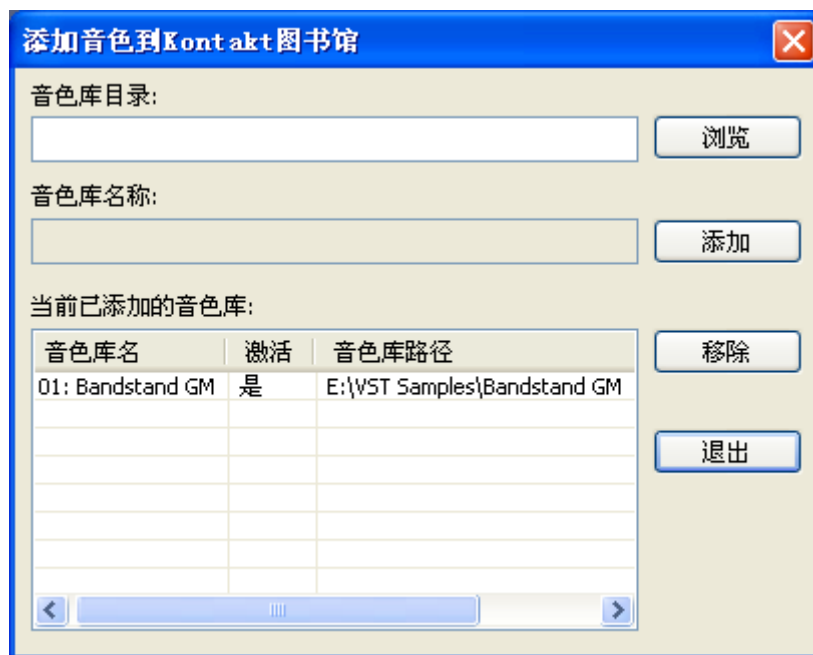 添加音色到Kontakt图书馆
音色库目录:
浏览
音色库名称:
添加
当前已添加的音色库:
音色库名 激活 音色库路径
移除
01: Bandstand GM 是 E:\VST Samples\Bandstand GM
退出